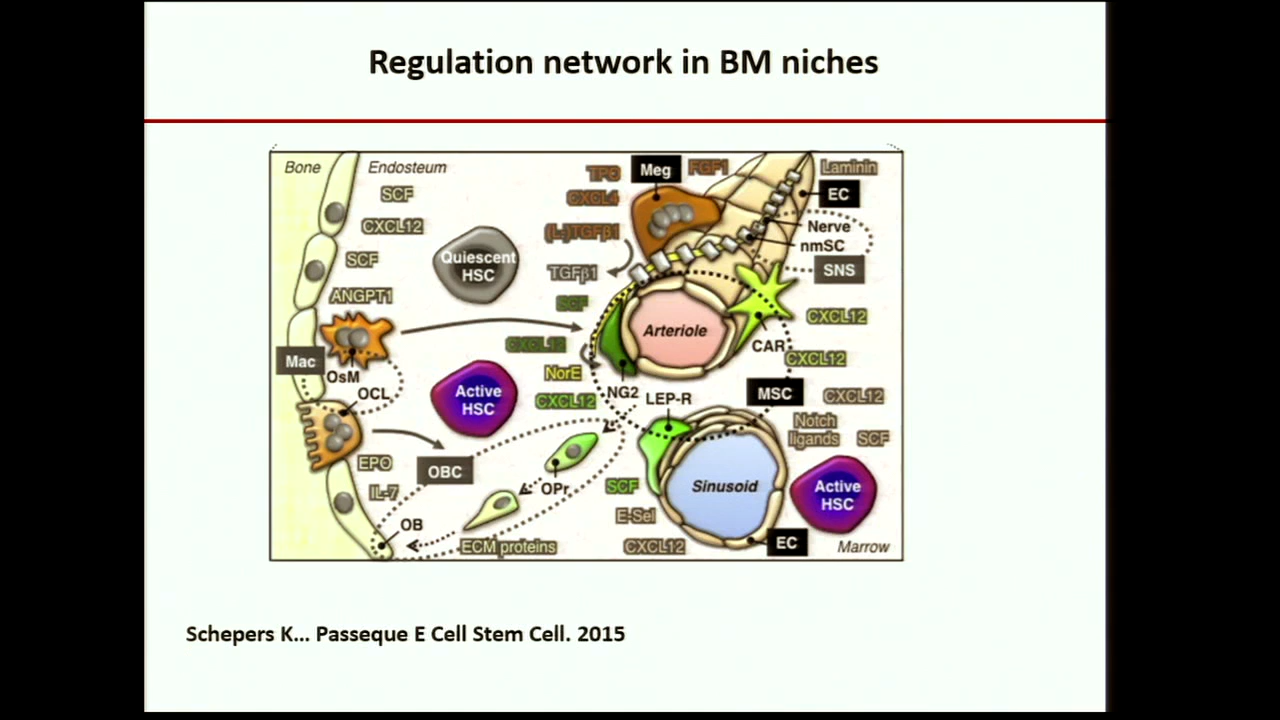 Regulation network in BM niches
Bone
Endosteum
SCF
CXCL12
SCF
ANGPT1
Quiescent
HSC
TPO
Meg
FGF1
CXCL4
(L-)TGFβ1
TGFβ1
SCF
CXCL12
NorE
CXCL12
Laminin
EC
Nerve
nmSC
SNS
Arteriole
CXCL12
CAR
CXCL12
Mac
OsM
OCL
Active
HSC
NG2
LEP-R
MSC
CXCL12
Notch
ligands
SCF
EPO
IL-7
OBC
OPr
OB
ECM proteins
SCF
E-Sel
CXCL12
Sinusoid
Active
HSC
EC
Marrow
Schepers K... Passeque E Cell Stem Cell. 2015